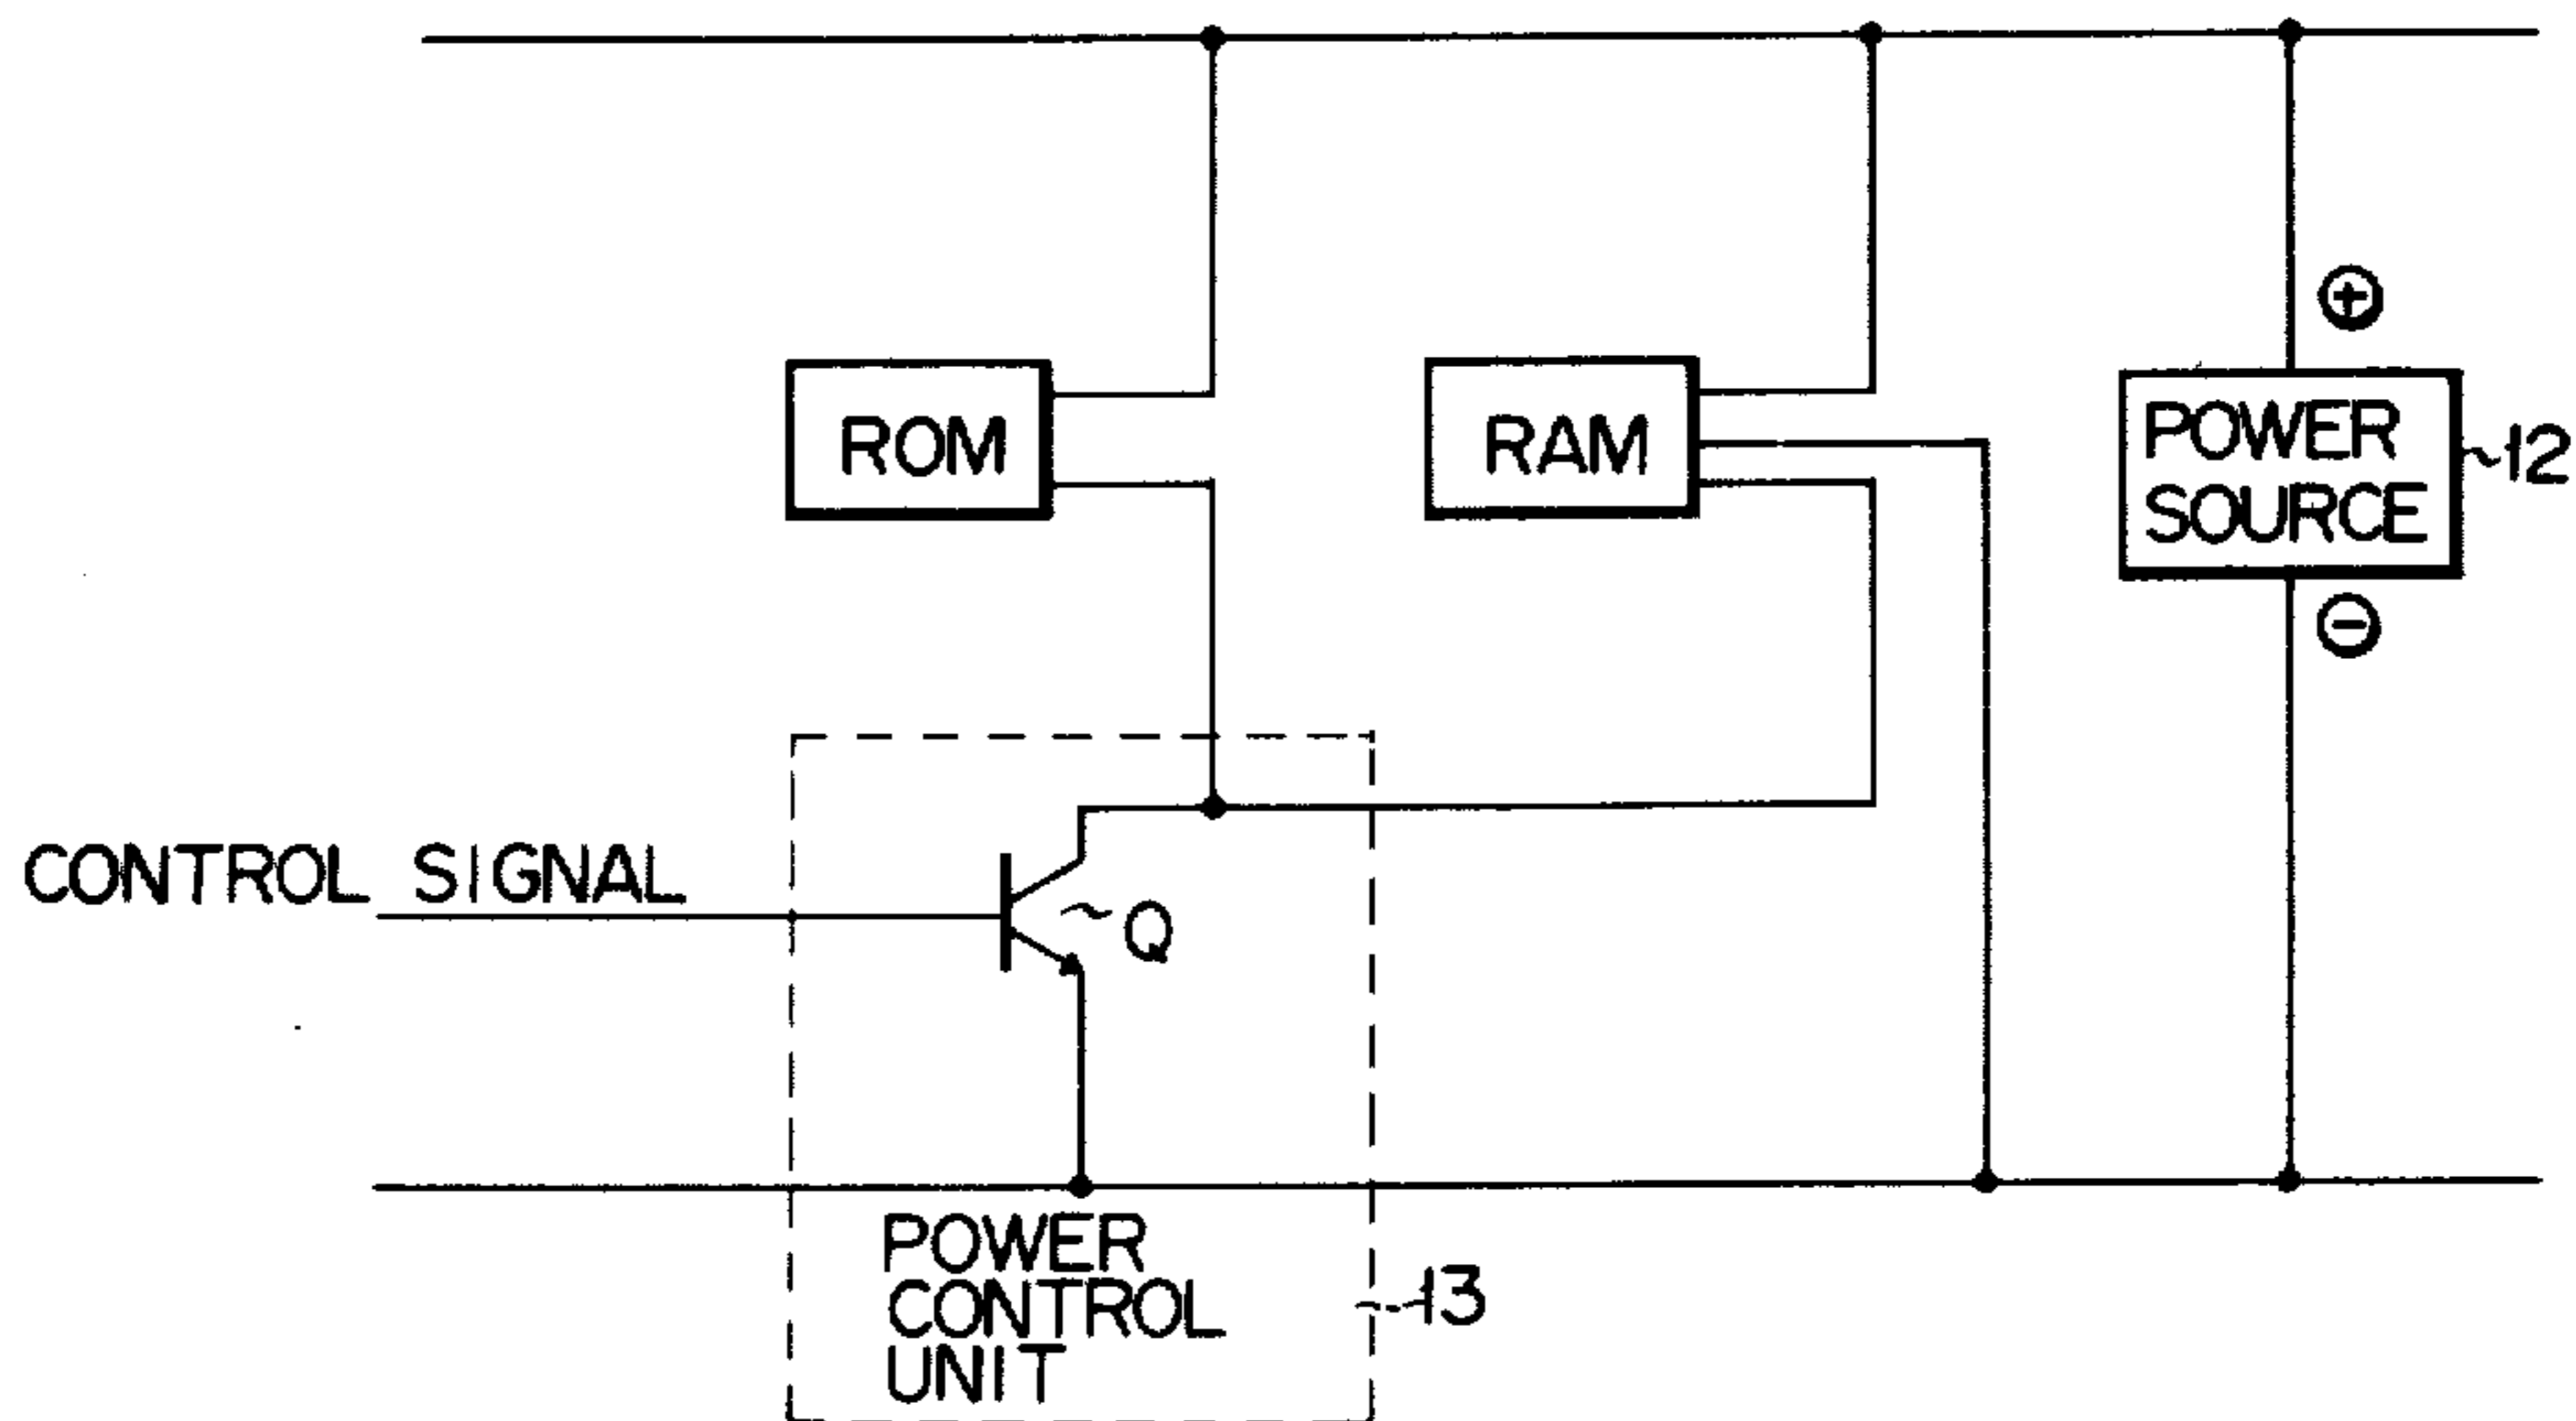 ⊕
ROM
RAM
POWER
SOURCE
12
⊖
CONTROL SIGNAL
Q
POWER
CONTROL
UNIT
13